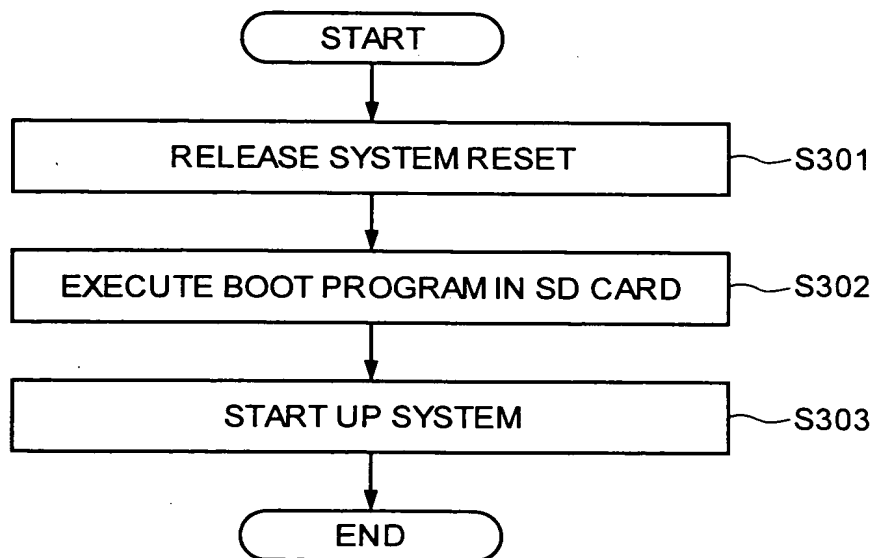 START
RELEASE SYSTEM RESET
S301
EXECUTE BOOT PROGRAM IN SD CARD
S302
START UP SYSTEM
S303
END